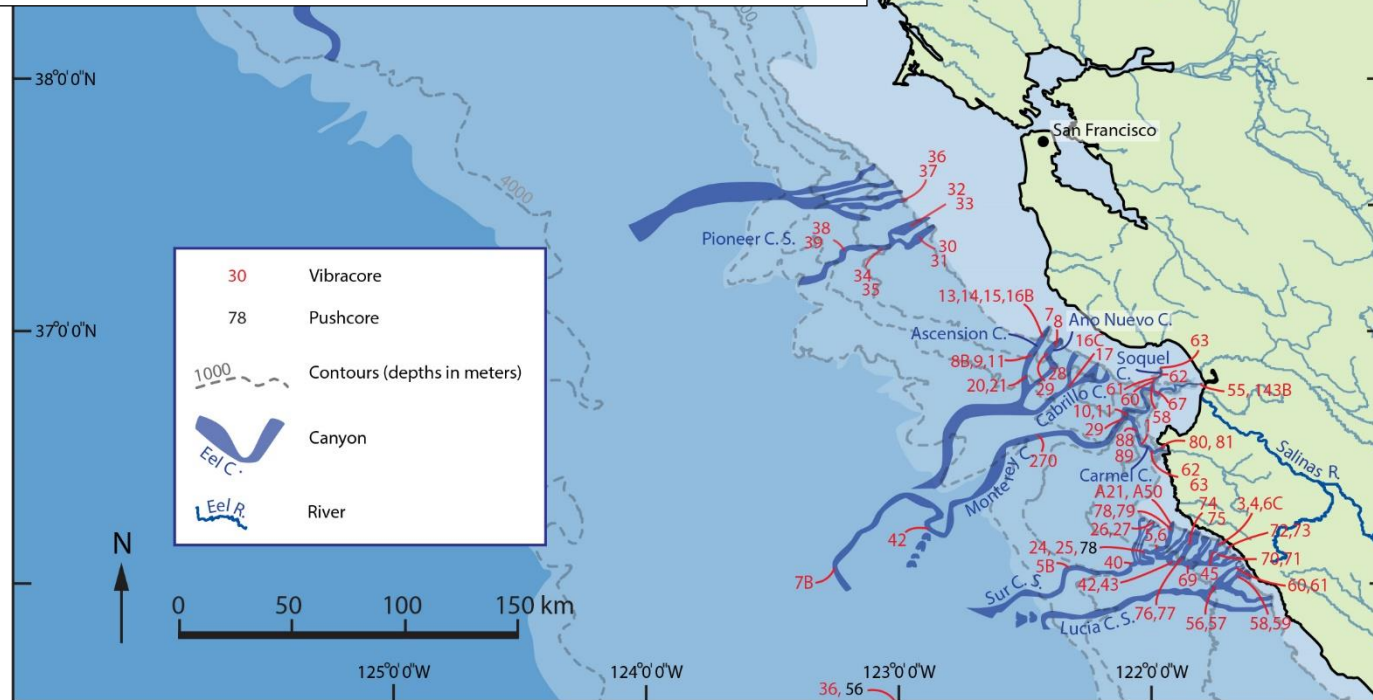 38°0'0"N
San Francisco
4000
36
37
32
33
Pioneer C. S.
38
39
30
31
34
35
30 Vibracore
78 Pushcore
1000 Contours (depths in meters)
Eel C. Canyon
Eel R. River
37°0'0"N
13,14,15,16B
7
8
Ano Nuevo C.
Ascension C.
16C
17
Soquel
C.
63
62
8B,9,11
28
29
20,21
61
60
Cabrillo C.
67
55, 143B
58
10,11
29
88
89
80, 81
270
Monterey C.
Carmel C.
62
63
Salinas R
A21, A50
78,79
26,27
5,6
74
75
3,4,6C
72,73
42
24, 25, 78
5B
40
70,71
42,43
69
45
60,61
7B
Sur C. S.
76,77
56,57
58,59
Lucia C. S.
N
0 50 100 150 km
125°0'0"W
124°0'0"W
123°0'0"W
122°0'0"W
36, 56